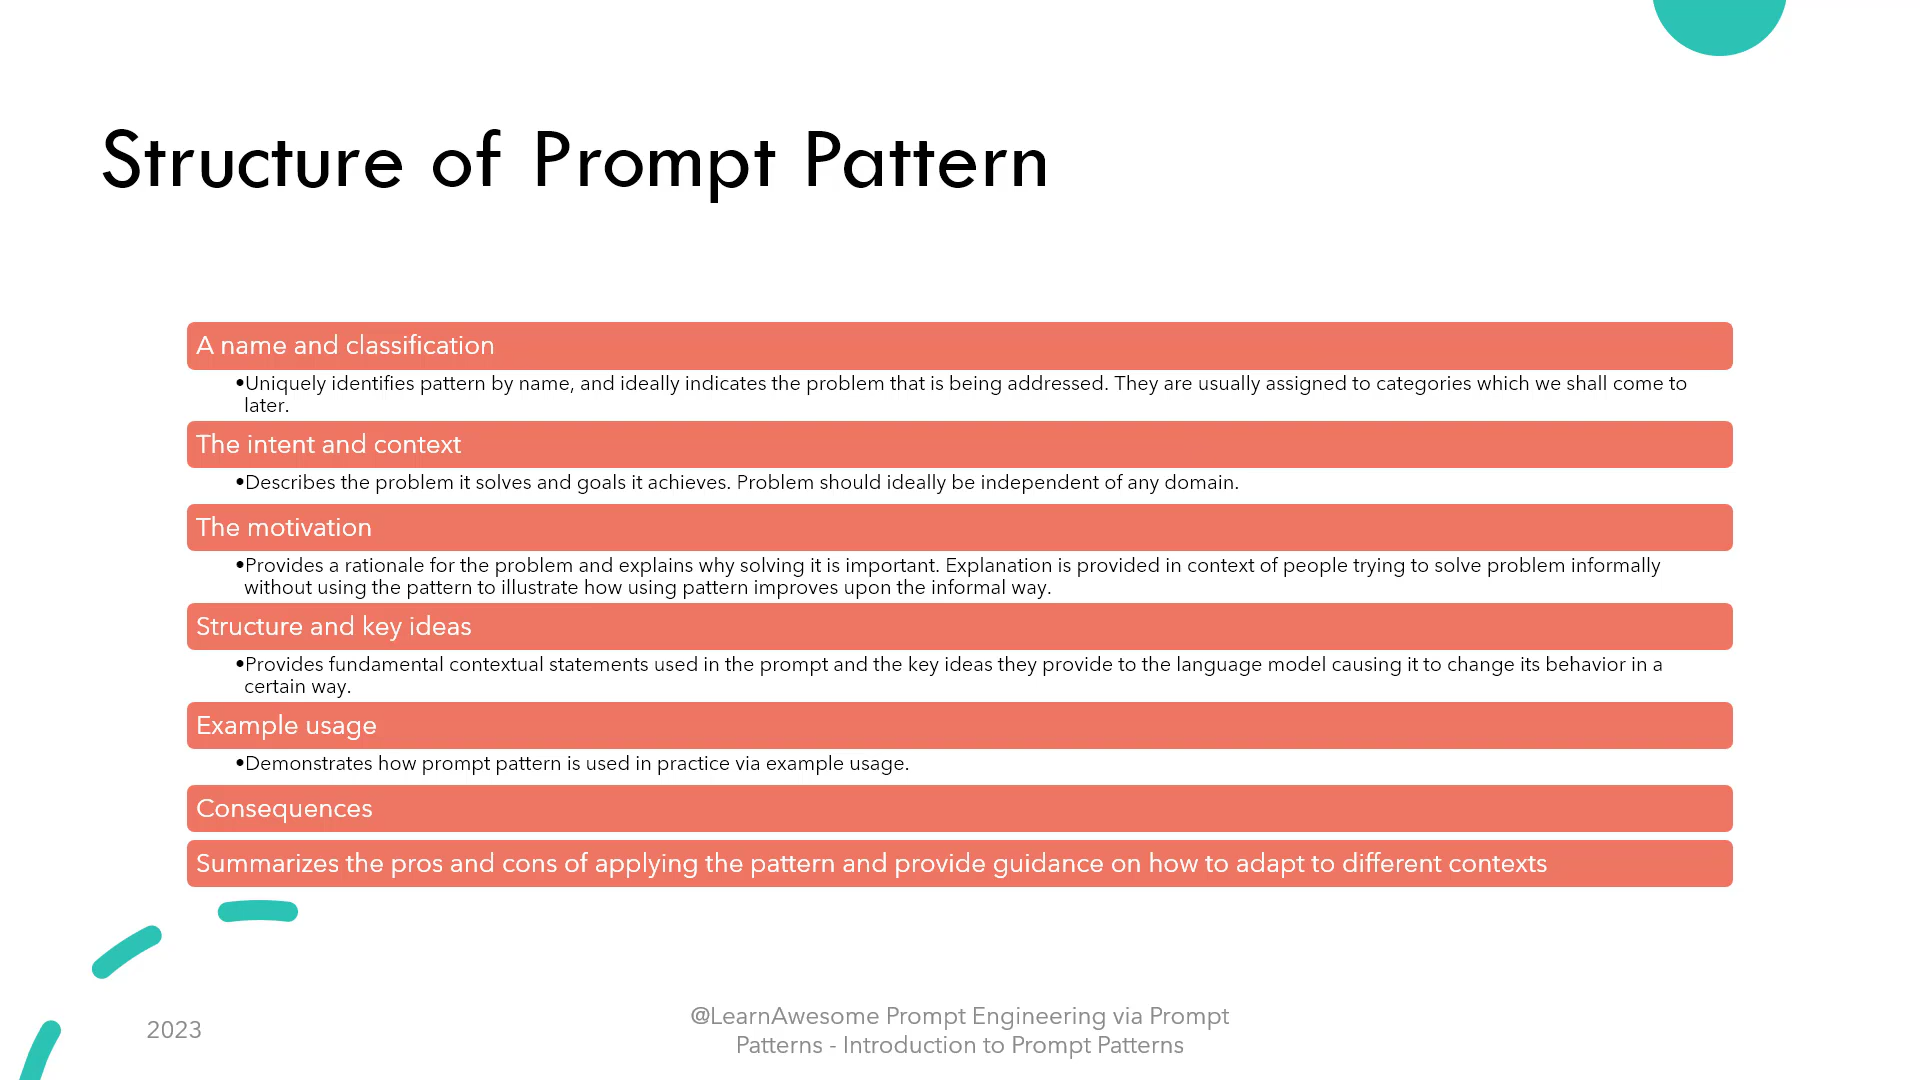 Structure of Prompt Pattern
A name and classification
•Uniquely identifies pattern by name, and ideally indicates the problem that is being addressed. They are usually assigned to categories which we shall come to
later.
The intent and context
•Describes the problem it solves and goals it achieves. Problem should ideally be independent of any domain.
The motivation
•Provides a rationale for the problem and explains why solving it is important. Explanation is provided in context of people trying to solve problem informally
without using the pattern to illustrate how using pattern improves upon the informal way.
Structure and key ideas
•Provides fundamental contextual statements used in the prompt and the key ideas they provide to the language model causing it to change its behavior in a
certain way.
Example usage
•Demonstrates how prompt pattern is used in practice via example usage.
Consequences
Summarizes the pros and cons of applying the pattern and provide guidance on how to adapt to different contexts
2023
@LearnAwesome Prompt Engineering via Prompt
Patterns - Introduction to Prompt Patterns